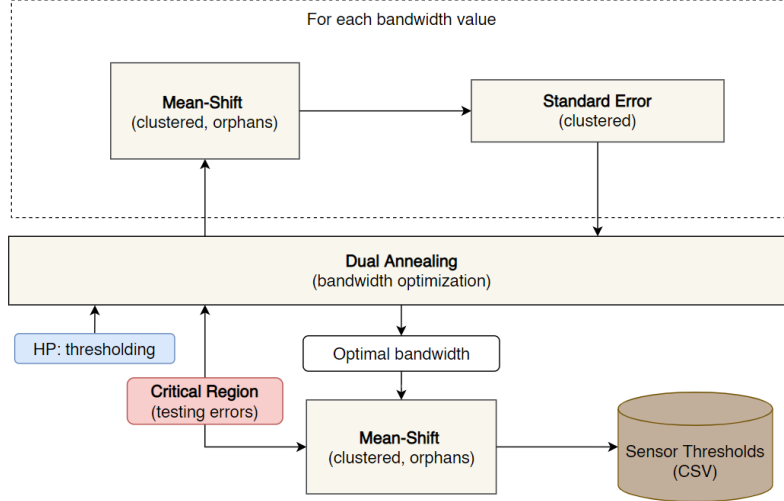 For each bandwidth value
Mean-Shift
(clustered, orphans)
Standard Error
(clustered)
Dual Annealing
(bandwidth optimization)
HP: thresholding
Optimal bandwidth
Critical Region
(testing errors)
Mean-Shift
(clustered, orphans)
Sensor Thresholds
(CSV)